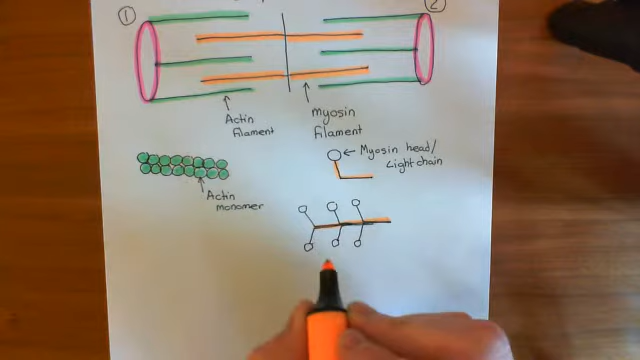 1
2
Actin
Filament
Myosin
Filament
Myosin head/
Light chain
Actin
monomer